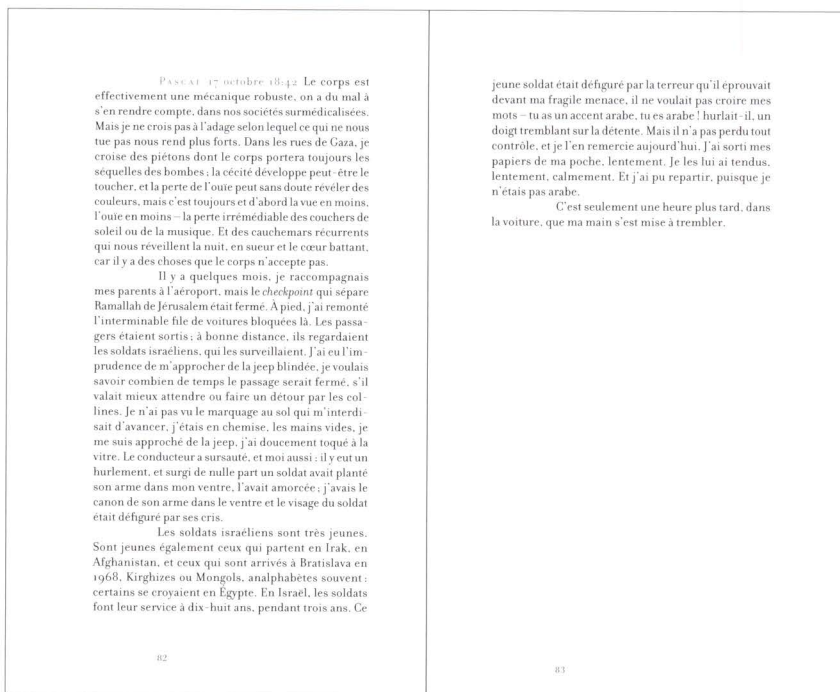 PASCAL 17 octobre 18:42 Le corps est
effectivement une mécanique robuste, on a du mal à
s'en rendre compte, dans nos sociétés surmédicalisées.
Mais je ne crois pas à l'adage selon lequel ce qui ne nous
tue pas nous rend plus forts. Dans les rues de Gaza, je
croise des piétons dont le corps portera toujours les
séquelles des bombes ; la cécité développe peut-être le
toucher, et la perte de l'ouïe peut sans doute révéler des
couleurs, mais c'est toujours et d'abord la vue en moins,
l'ouïe en moins – la perte irrémédiable des couchers de
soleil ou de la musique. Et des cauchemars récurrents
qui nous réveillent la nuit, en sueur et le cœur battant,
car il y a des choses que le corps n'accepte pas.
Il y a quelques mois, je raccompagnais
mes parents à l'aéroport, mais le checkpoint qui sépare
Ramallah de Jérusalem était fermé. À pied, j'ai remonté
l'interminable file de voitures bloquées là. Les passa-
gers étaient sortis ; à bonne distance, ils regardaient
les soldats israéliens, qui les surveillaient. J'ai eu l'im-
prudence de m'approcher de la jeep blindée, je voulais
savoir combien de temps le passage serait fermé, s'il
valait mieux attendre ou faire un détour par les col-
lines. Je n'ai pas vu le marquage au sol qui m'interdi-
sait d'avancer, j'étais en chemise, les mains vides, je
me suis approché de la jeep, j'ai doucement toqué à la
vitre. Le conducteur a sursauté, et moi aussi : il y eut un
hurlement, et surgi de nulle part un soldat avait planté
son arme dans mon ventre, l'avait amorcée ; j'avais le
canon de son arme dans le ventre et le visage du soldat
était défiguré par ses cris.
Les soldats israéliens sont très jeunes.
Sont jeunes également ceux qui partent en Irak, en
Afghanistan, et ceux qui sont arrivés à Bratislava en
1968, Kirghizes ou Mongols, analphabètes souvent :
certains se croyaient en Égypte. En Israël, les soldats
font leur service à dix-huit ans, pendant trois ans. Ce
82
jeune soldat était défiguré par la terreur qu'il éprouvait
devant ma fragile menace, il ne voulait pas croire mes
mots – tu as un accent arabe, tu es arabe ! hurlait-il, un
doigt tremblant sur la détente. Mais il n'a pas perdu tout
contrôle, et je l'en remercie aujourd'hui. J'ai sorti mes
papiers de ma poche, lentement. Je les lui ai tendus,
lentement, calmement. Et j'ai pu repartir, puisque je
n'étais pas arabe.
C'est seulement une heure plus tard, dans
la voiture, que ma main s'est mise à trembler.
83